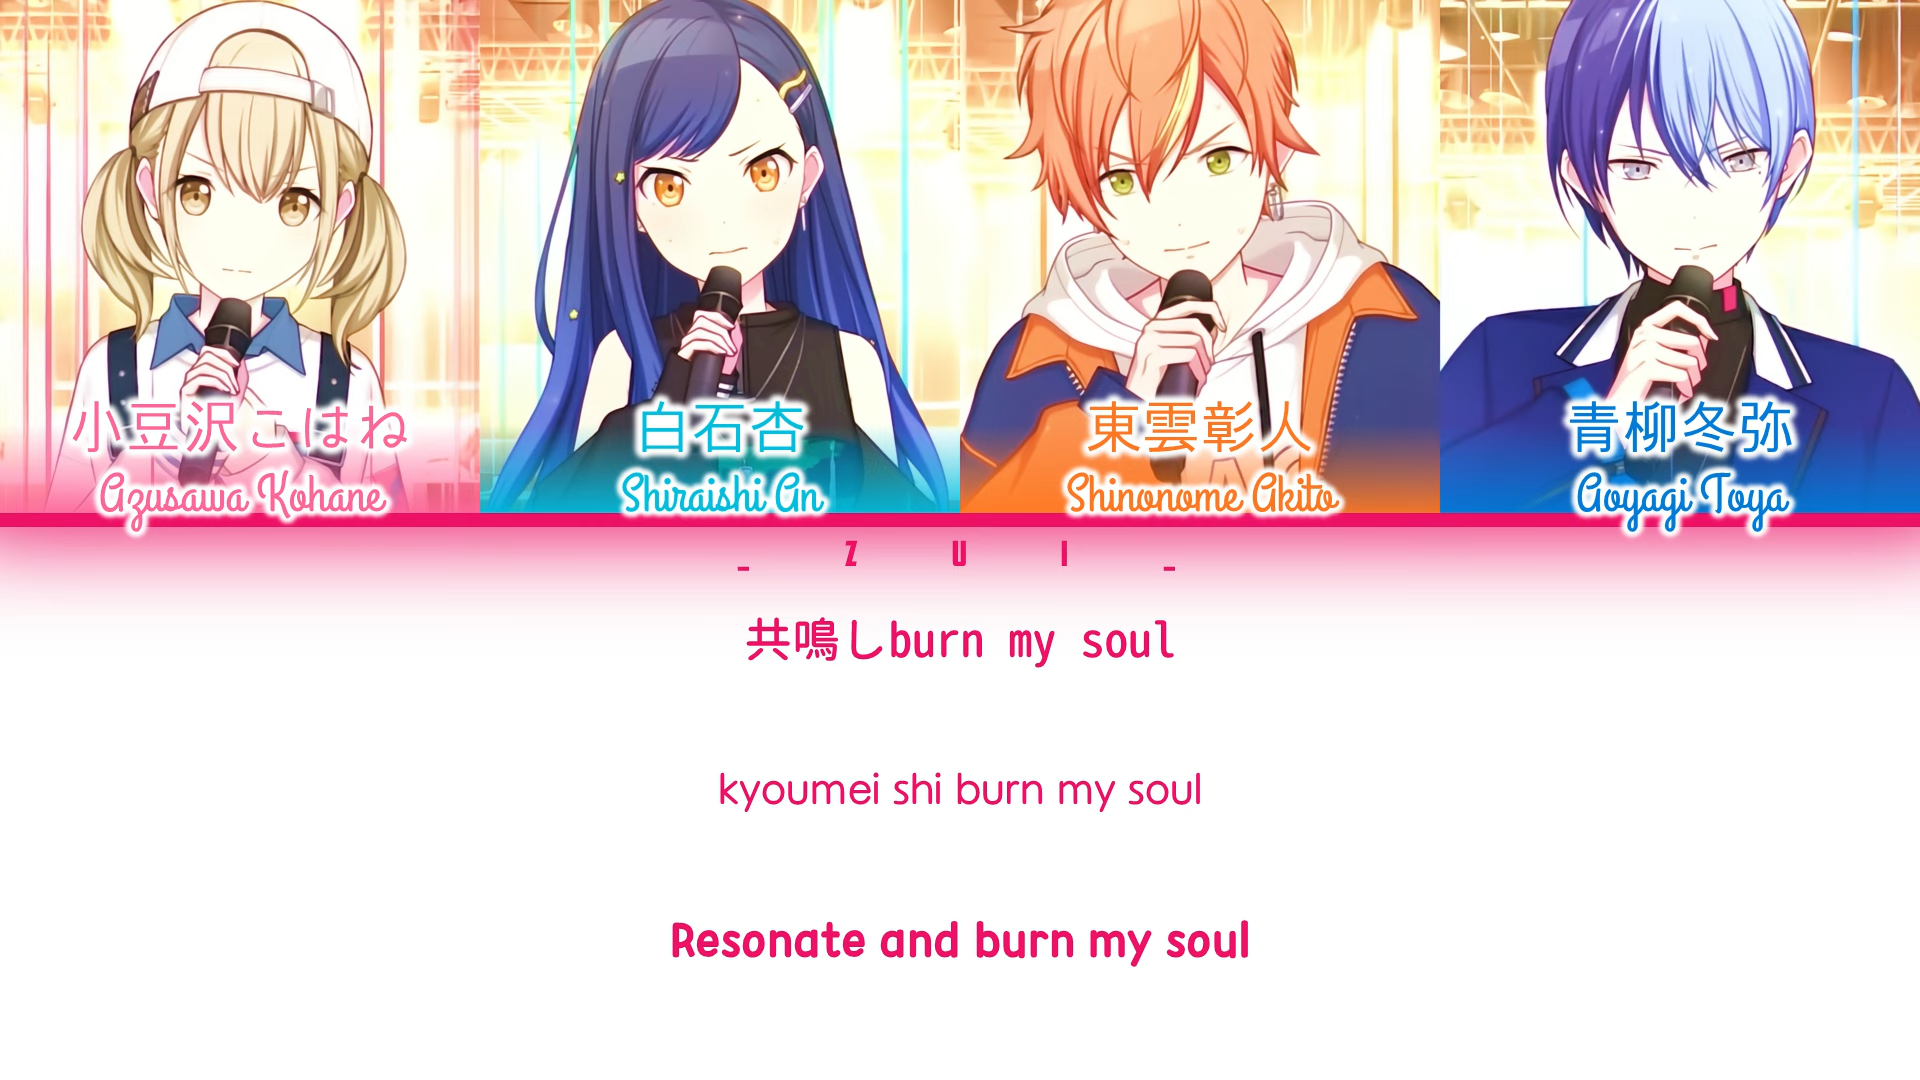 小豆沢こはね
Azusawa Kohane
白石杏
Shiraishi An
東雲彰人
Shinonome Akito
青柳冬弥
Aoyagi Toya
_ Z U I _
共鳴しburn my soul
kyoumei shi burn my soul
Resonate and burn my soul